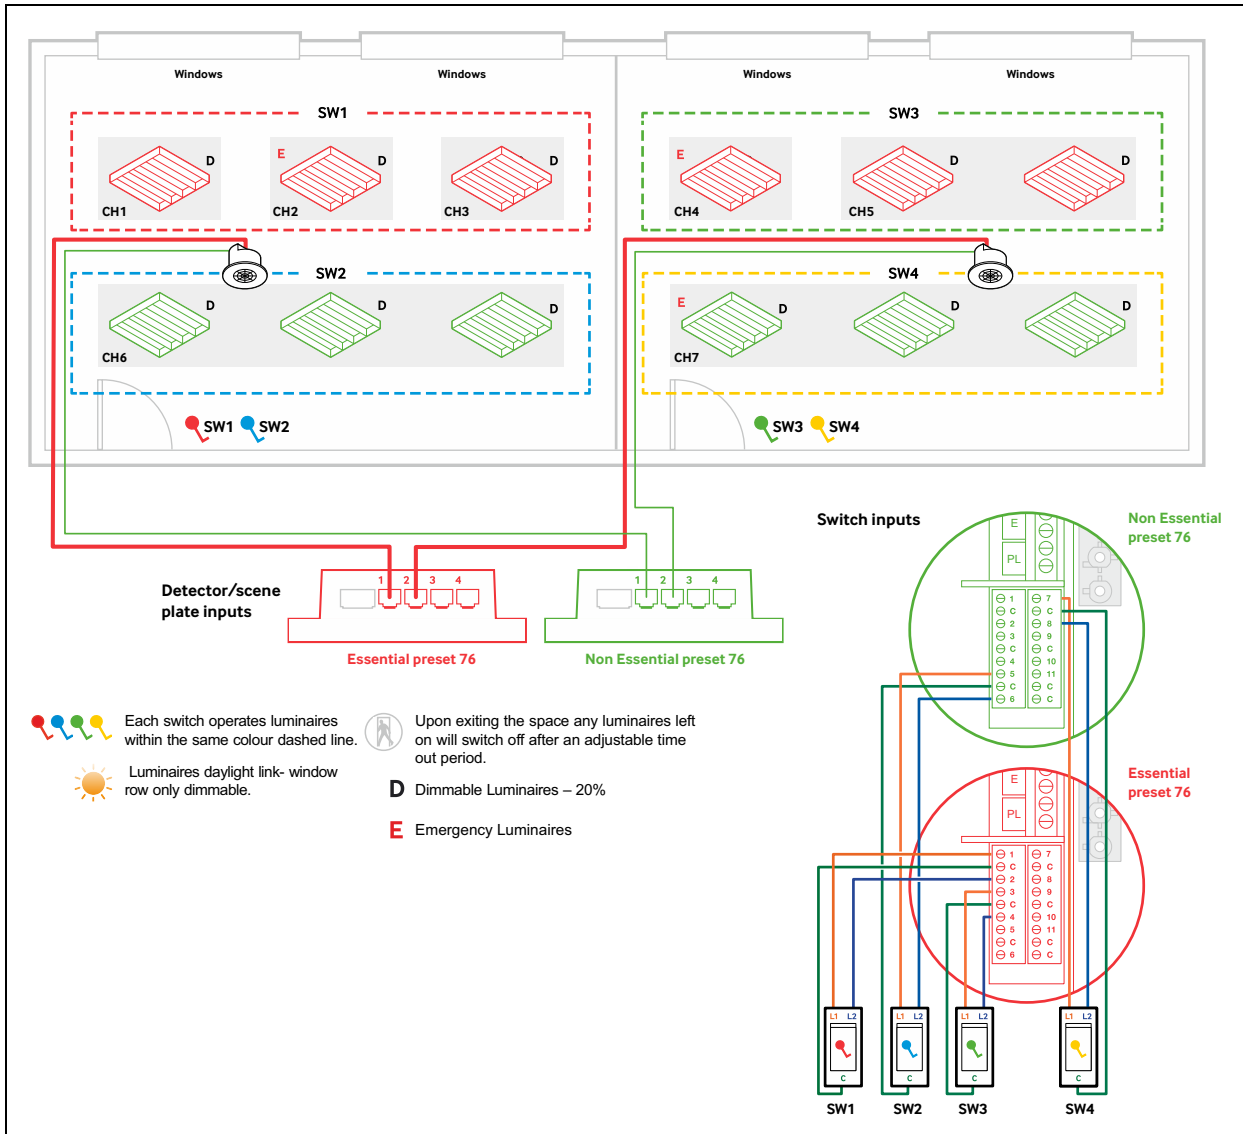 Windows
Windows
Windows
Windows
SW1
SW3
D
E
D
D
E
D
D
CH1
CH2
CH3
CH4
CH5
SW2
SW4
D
D
D
E
D
D
D
CH6
CH7
SW1
SW2
SW3
SW4
Detector/scene
plate inputs
1 2 3 4
Essential preset 76
1 2 3 4
Non Essential preset 76
Switch inputs
Non Essential
preset 76
E
PL
1 7
C C
2 8
3 9
C C
4 10
5 11
C C
6 C
Each switch operates luminaires
within the same colour dashed line.
Luminaires daylight link- window
row only dimmable.
Upon exiting the space any luminaires left
on will switch off after an adjustable time
out period.
D Dimmable Luminaires – 20%
E Emergency Luminaires
Essential
preset 76
E
PL
1 7
C C
2 8
3 9
C C
4 10
5 11
C C
6 C
L1 L2
L1 L2
L1 L2
L1 L2
C
C
C
C
SW1
SW2
SW3
SW4